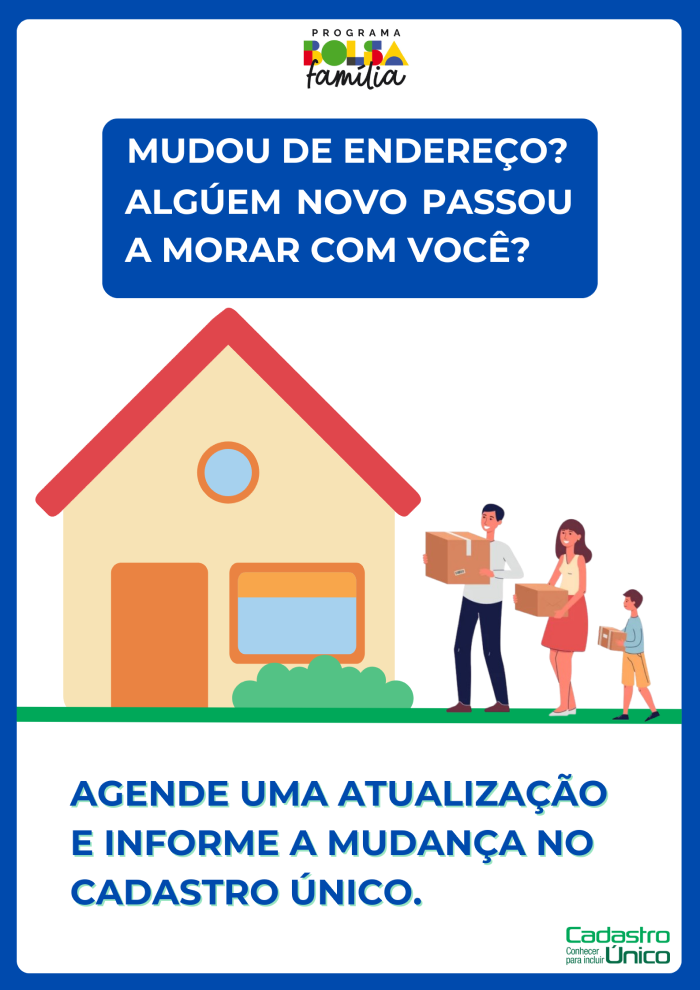 PROGRAMA
BOLSA
família
MUDOU DE ENDEREÇO?
ALGÚEM NOVO PASSOU
A MORAR COM VOCÊ?
AGENDE UMA ATUALIZAÇÃO
E INFORME A MUDANÇA NO
CADASTRO ÚNICO.
Cadastro
Conhecer
para incluir Único